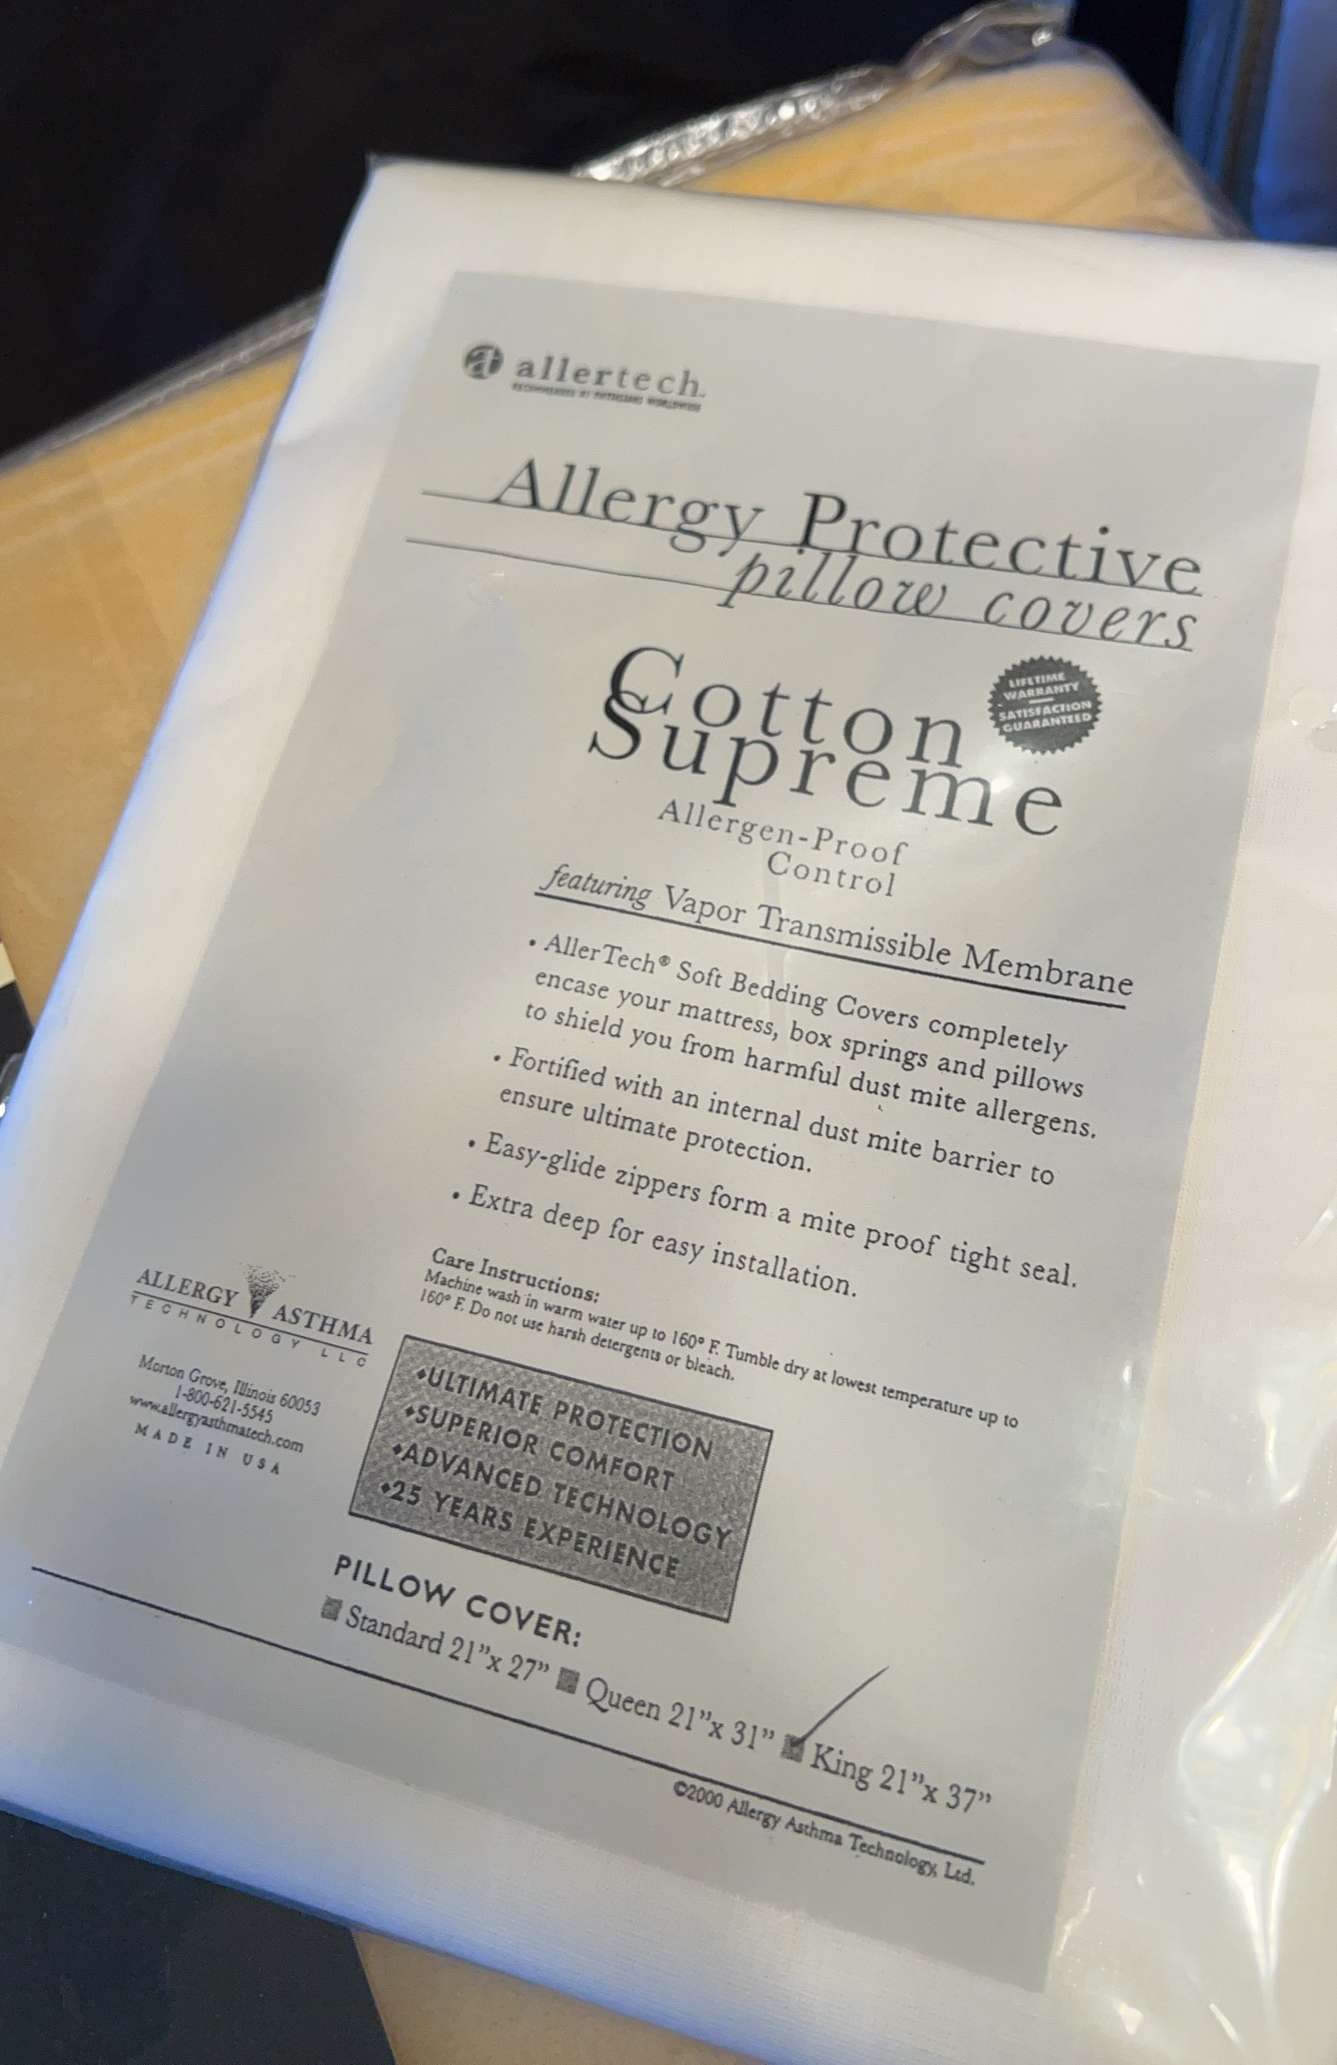 allertech.
RECOMMENDED BY PHYSICIANS WORLDWIDE
Allergy Protective
pillow covers
Cotton
Supreme
LIFETIME
WARRANTY
SATISFACTION
GUARANTEED
Allergen-Proof
Control
featuring Vapor Transmissible Membrane
• AllerTech® Soft Bedding Covers completely
encase your mattress, box springs and pillows
to shield you from harmful dust mite allergens.
• Fortified with an internal dust mite barrier to
ensure ultimate protection.
• Easy-glide zippers form a mite proof tight seal.
• Extra deep for easy installation.
Care Instructions:
Machine wash in warm water up to 160° F. Tumble dry at lowest temperature up to
160° F. Do not use harsh detergents or bleach.
ALLERGY ASTHMA
TECHNOLOGY LLC
Morton Grove, Illinois 60053
1-800-621-5545
www.allergyasthmatech.com
MADE IN USA
♦ULTIMATE PROTECTION
♦SUPERIOR COMFORT
♦ADVANCED TECHNOLOGY
♦25 YEARS EXPERIENCE
PILLOW COVER:
Standard 21”x 27” Queen 21”x 31” King 21”x 37”
©2000 Allergy Asthma Technology, Ltd.